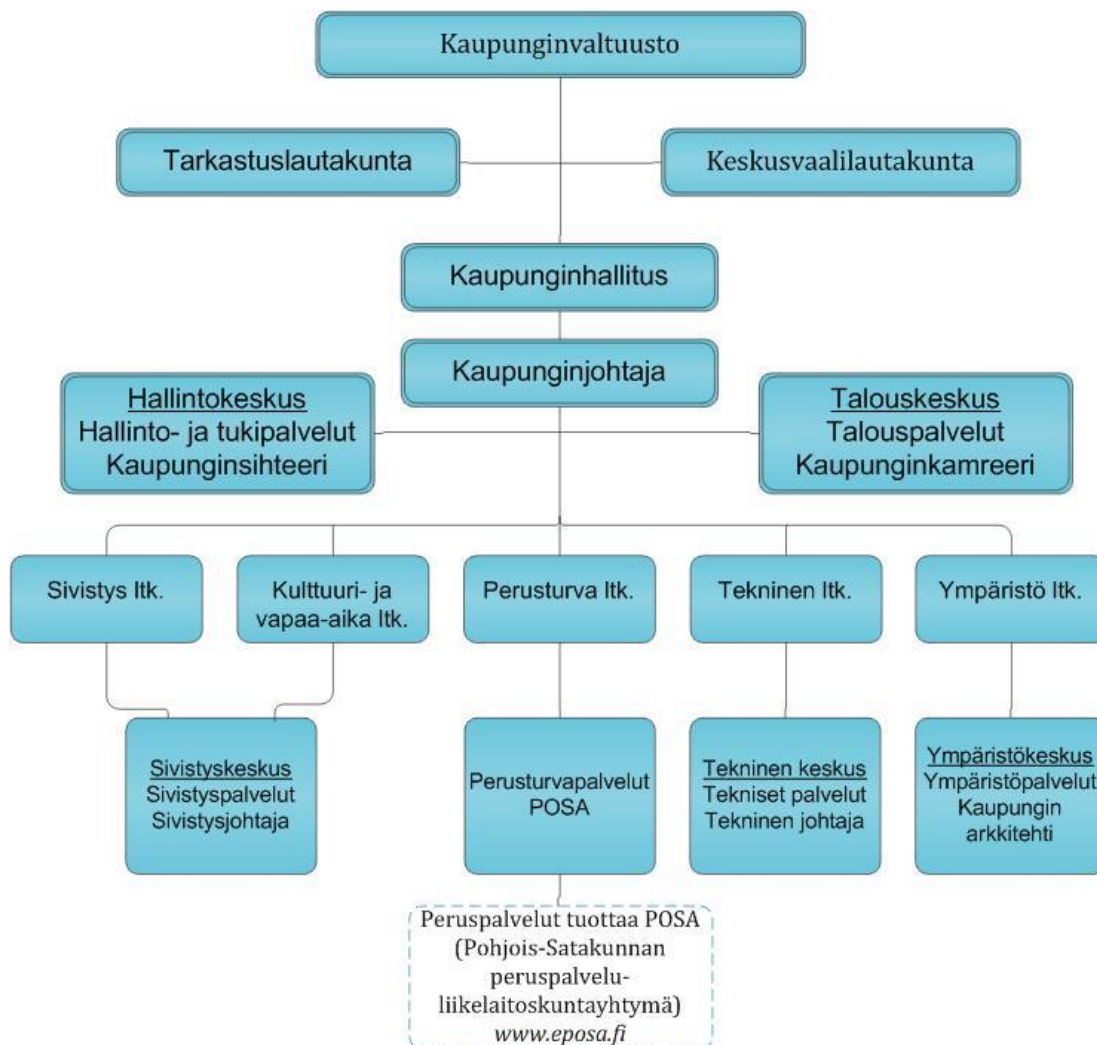 Kaupunginvaltuusto
Tarkastuslautakunta
Keskusvaalilautakunta
Kaupunginhallitus
Kaupunginjohtaja
Hallintokeskus
Hallinto- ja tukipalvelut
Kaupunginsihteeri
Talouskeskus
Talouspalvelut
Kaupunginkamreeri
Sivistys ltk.
Kulttuuri- ja
vapaa-aika ltk.
Perusturva ltk.
Tekninen ltk.
Ympäristö ltk.
Sivistyskeskus
Sivistyspalvelut
Sivistysjohtaja
Perusturvapalvelut
POSA
Tekninen keskus
Tekniset palvelut
Tekninen johtaja
Ympäristökeskus
Ympäristöpalvelut
Kaupungin
arkkitehti
Peruspalvelut tuottaa POSA
(Pohjois-Satakunnan
peruspalvelu-
liikelaitoskuntayhtymä)
www.eposa.fi